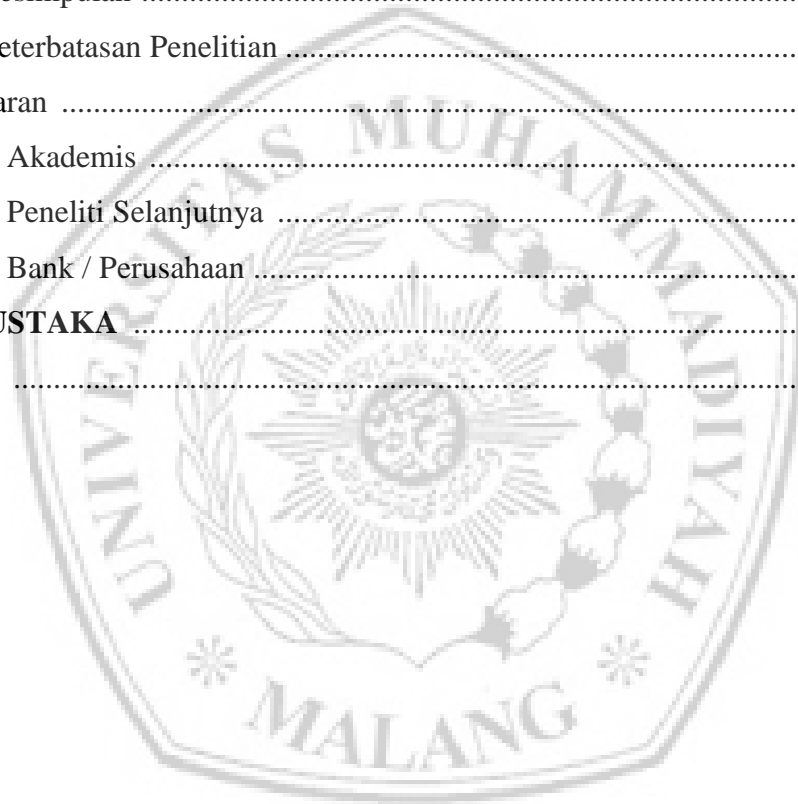 esimpulan ........................................................................................
eterbatasan Penelitian ......................................................................
aran ..................................................................................................
Akademis ........................................................................................
Peneliti Selanjutnya ........................................................................
Bank / Perusahaan ...........................................................................
USTAKA ........................................................................................
........................................................................................................
UNIVERSITAS MUHAMMADIYAH
MALANG